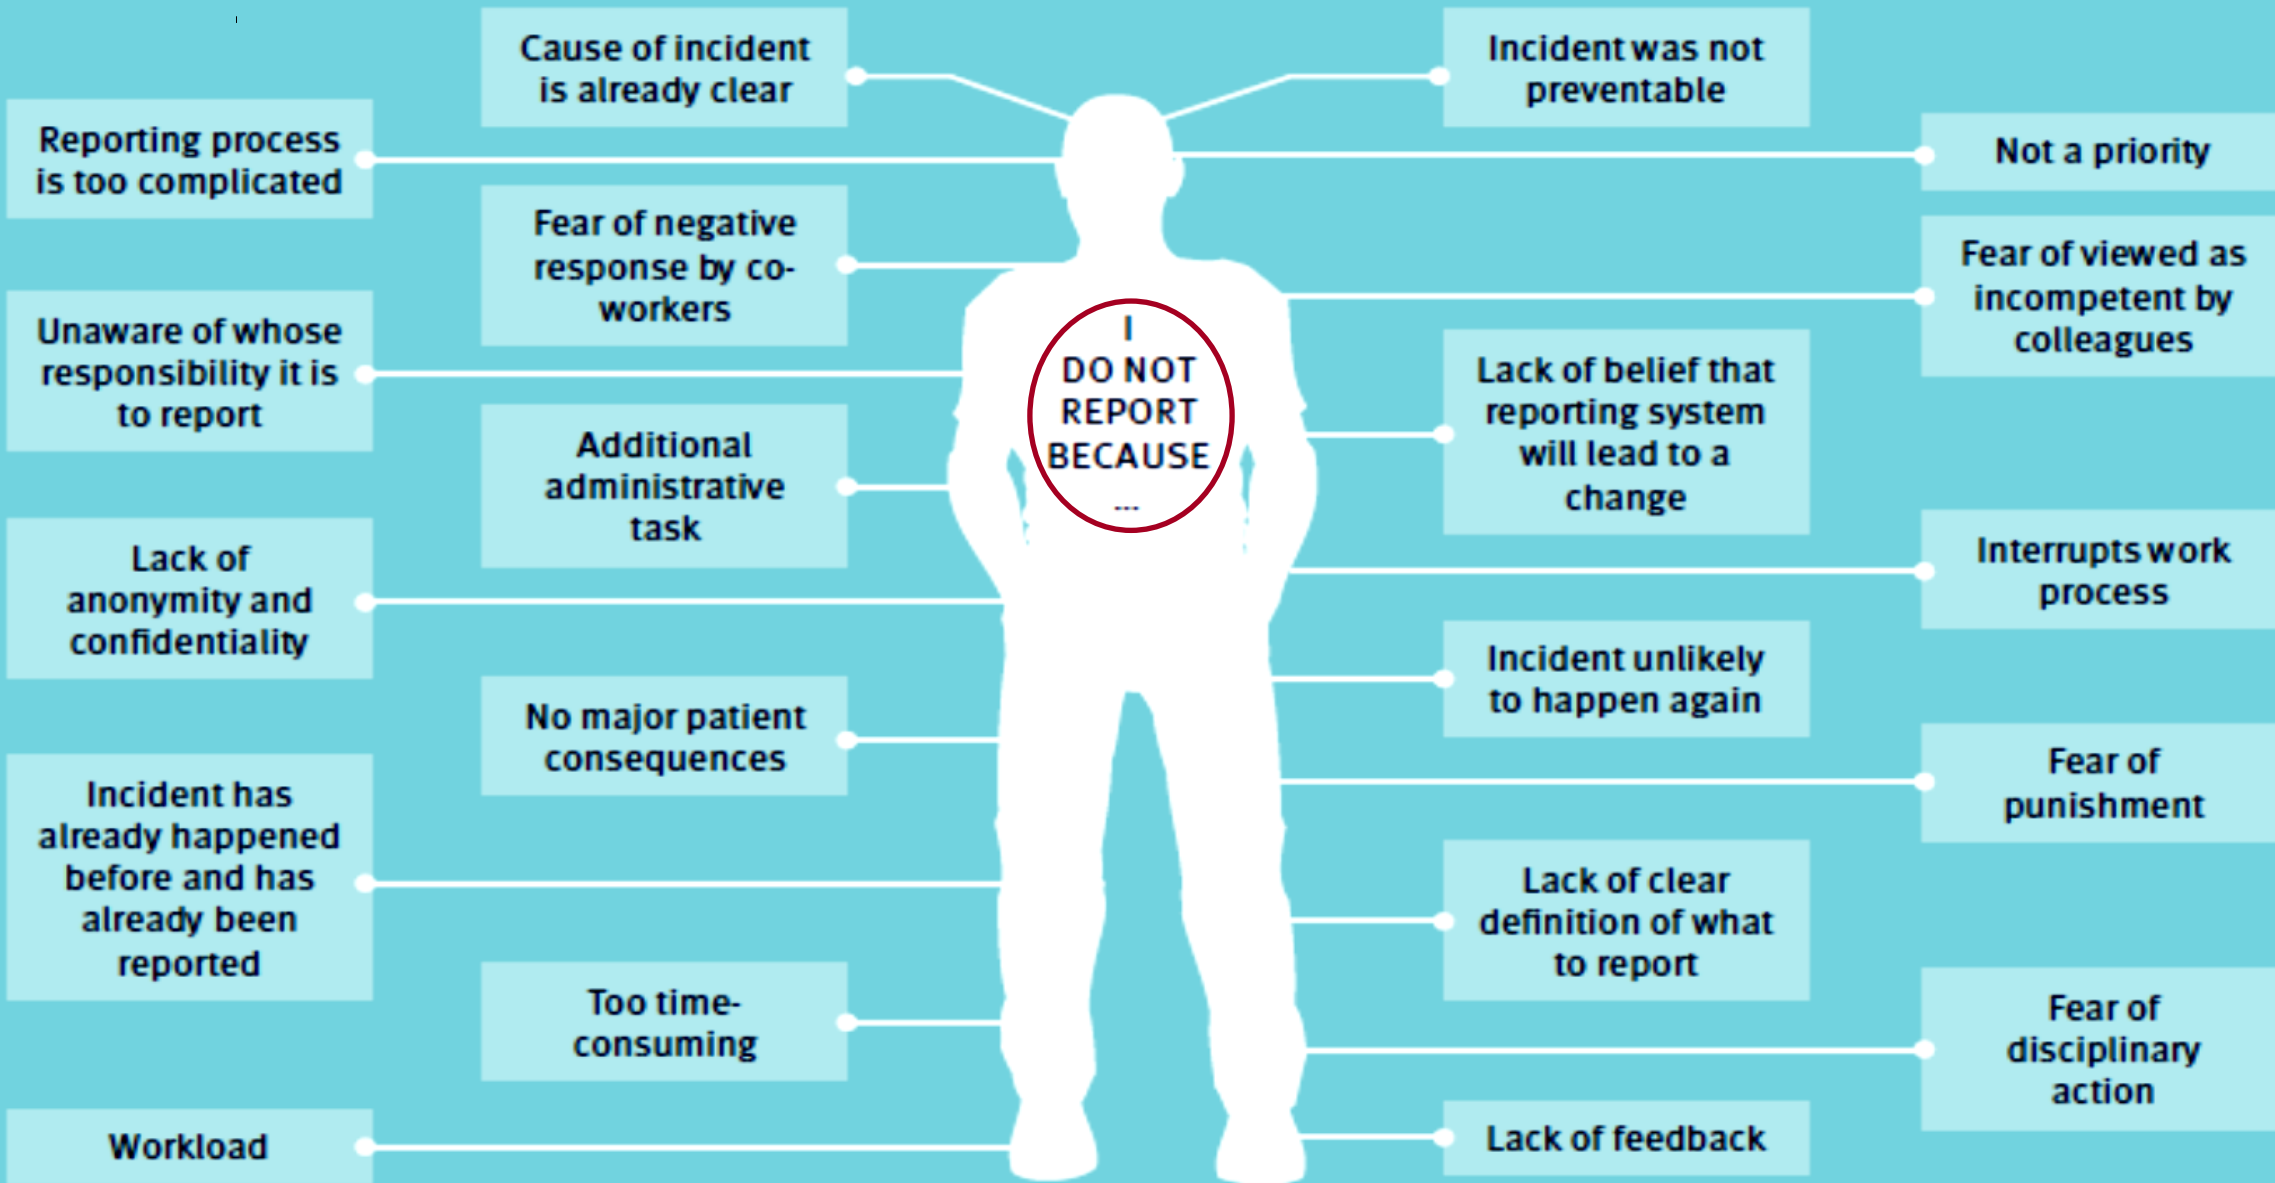 Cause of incident
is already clear
Incident was not
preventable
Reporting process
is too complicated
Not a priority
Fear of negative
response by co-
workers
Fear of viewed as
incompetent by
colleagues
Unaware of whose
responsibility it is
to report
I
DO NOT
REPORT
BECAUSE
...
Lack of belief that
reporting system
will lead to a
change
Additional
administrative
task
Lack of
anonymity and
confidentiality
Interrupts work
process
Incident unlikely
to happen again
No major patient
consequences
Fear of
punishment
Incident has
already happened
before and has
already been
reported
Lack of clear
definition of what
to report
Too time-
consuming
Fear of
disciplinary
action
Workload
Lack of feedback